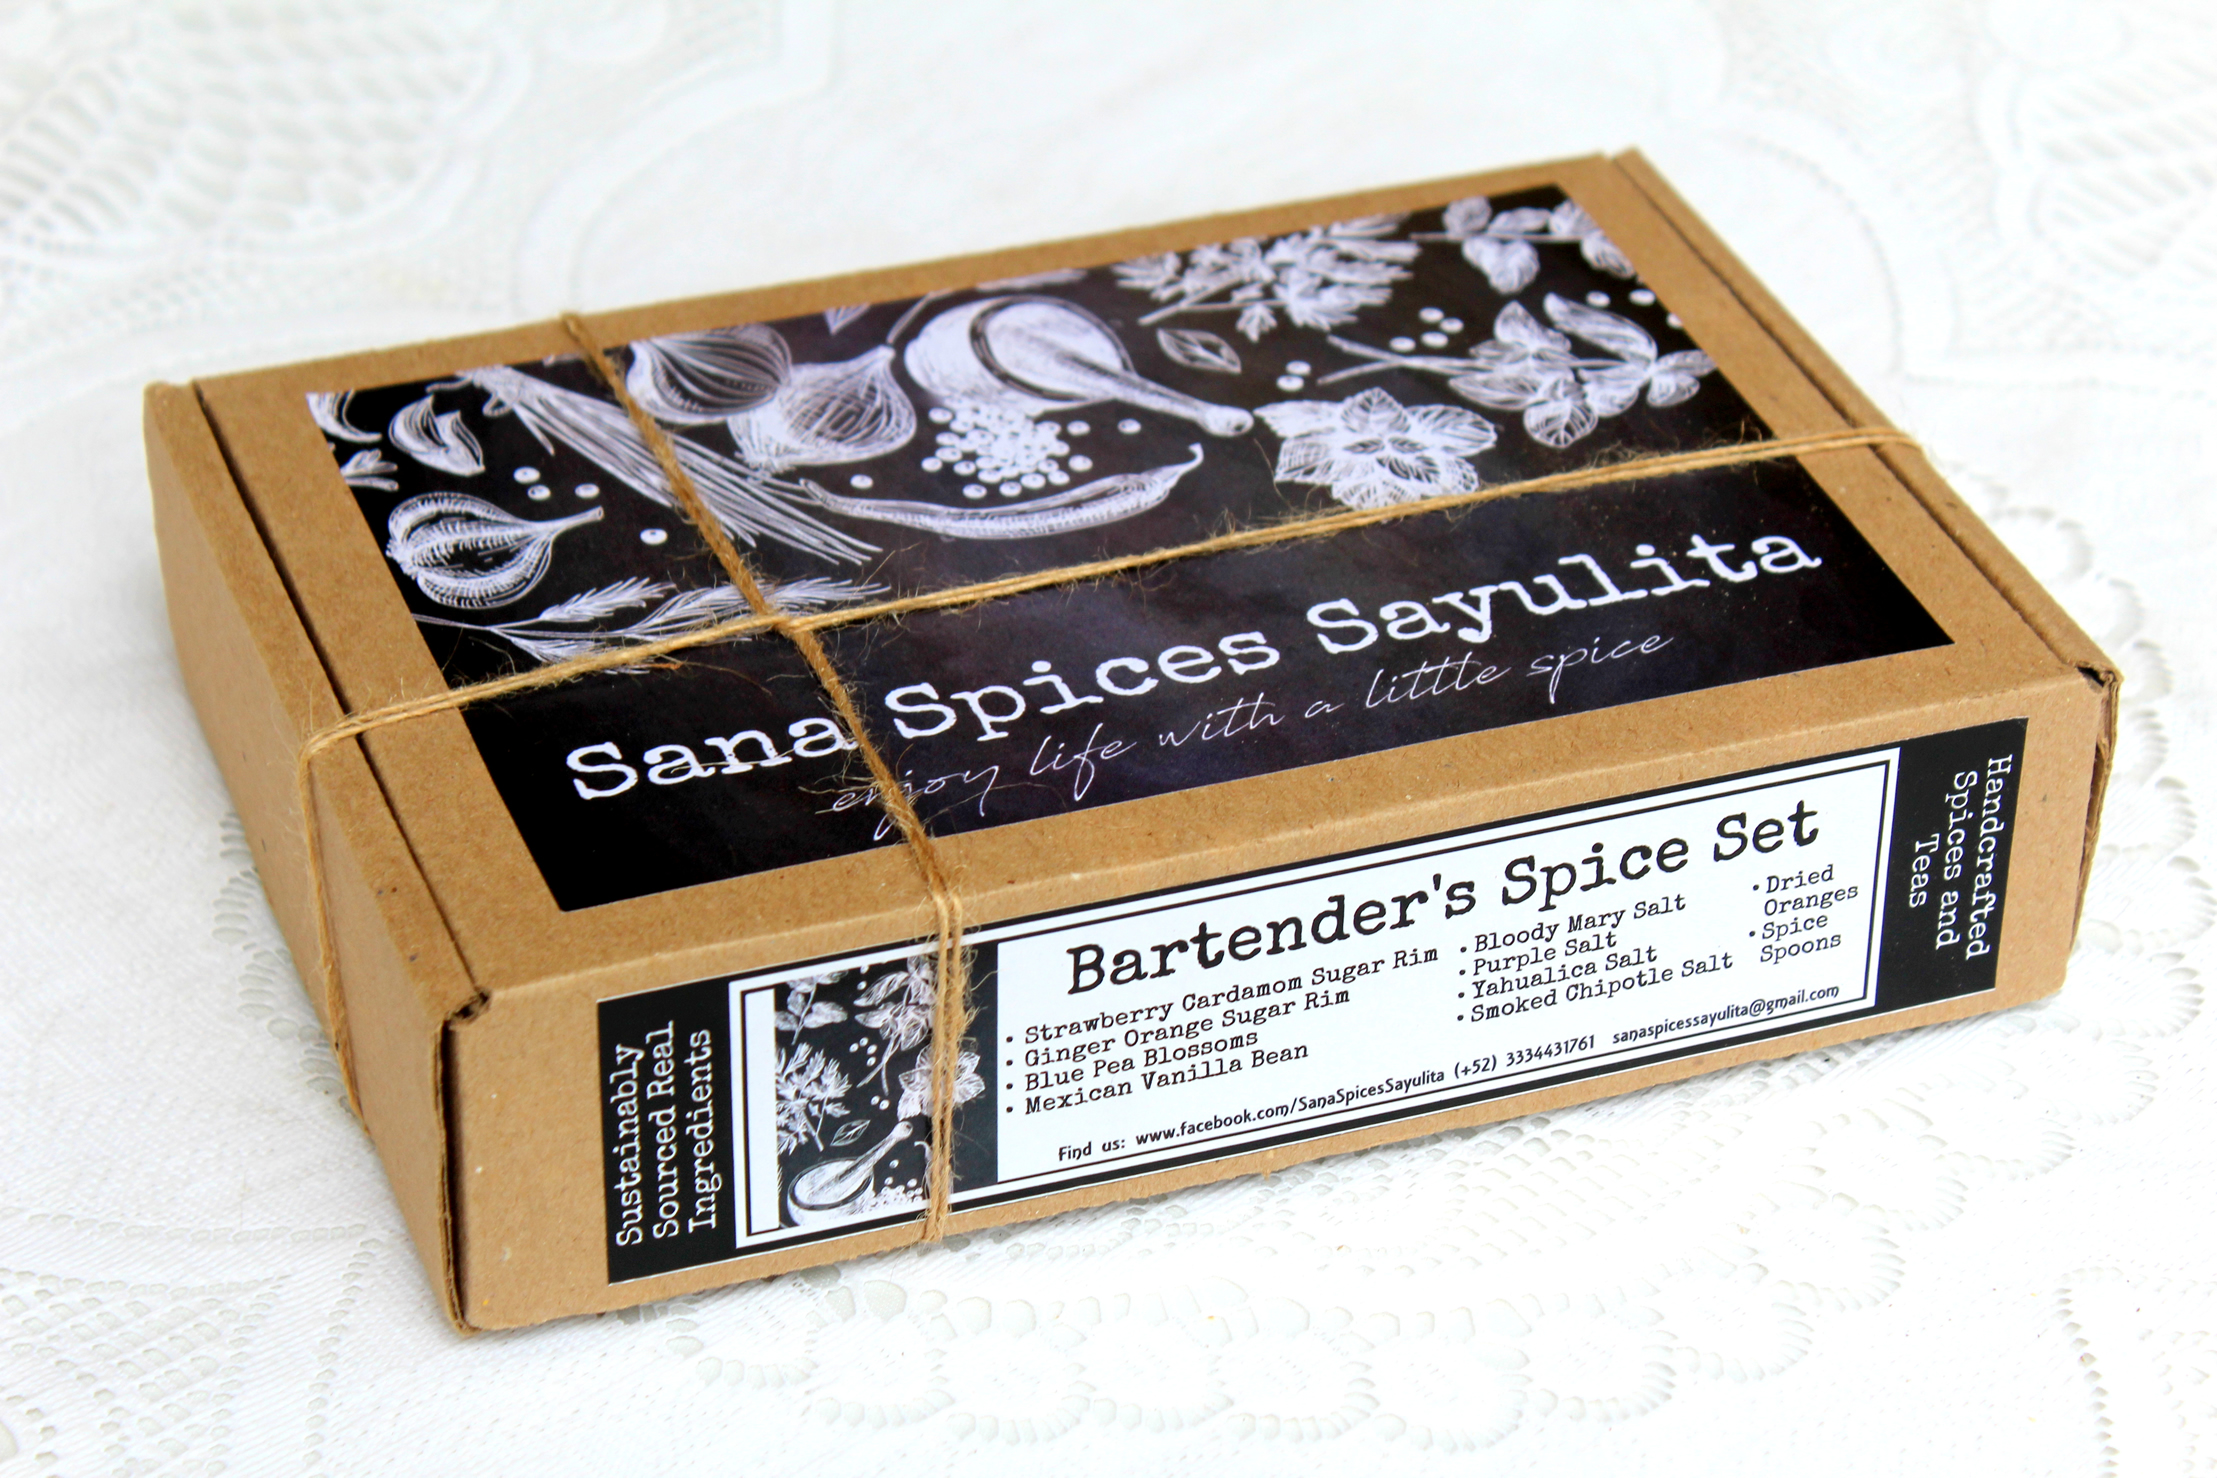 Sana Spices Sayulita
enjoy life with a little spice
Sustainably
Sourced Real
Ingredients
Bartender's Spice Set
• Strawberry Cardamom Sugar Rim
• Ginger Orange Sugar Rim
• Blue Pea Blossoms
• Mexican Vanilla Bean
• Bloody Mary Salt
• Purple Salt
• Yahualica Salt
• Smoked Chipotle Salt
• Dried
Oranges
• Spice
Spoons
Find us: www.facebook.com/SanaSpicesSayulita (+52) 3334431761 sanaspicessayulita@gmail.com
Handcrafted
Spices and
Teas